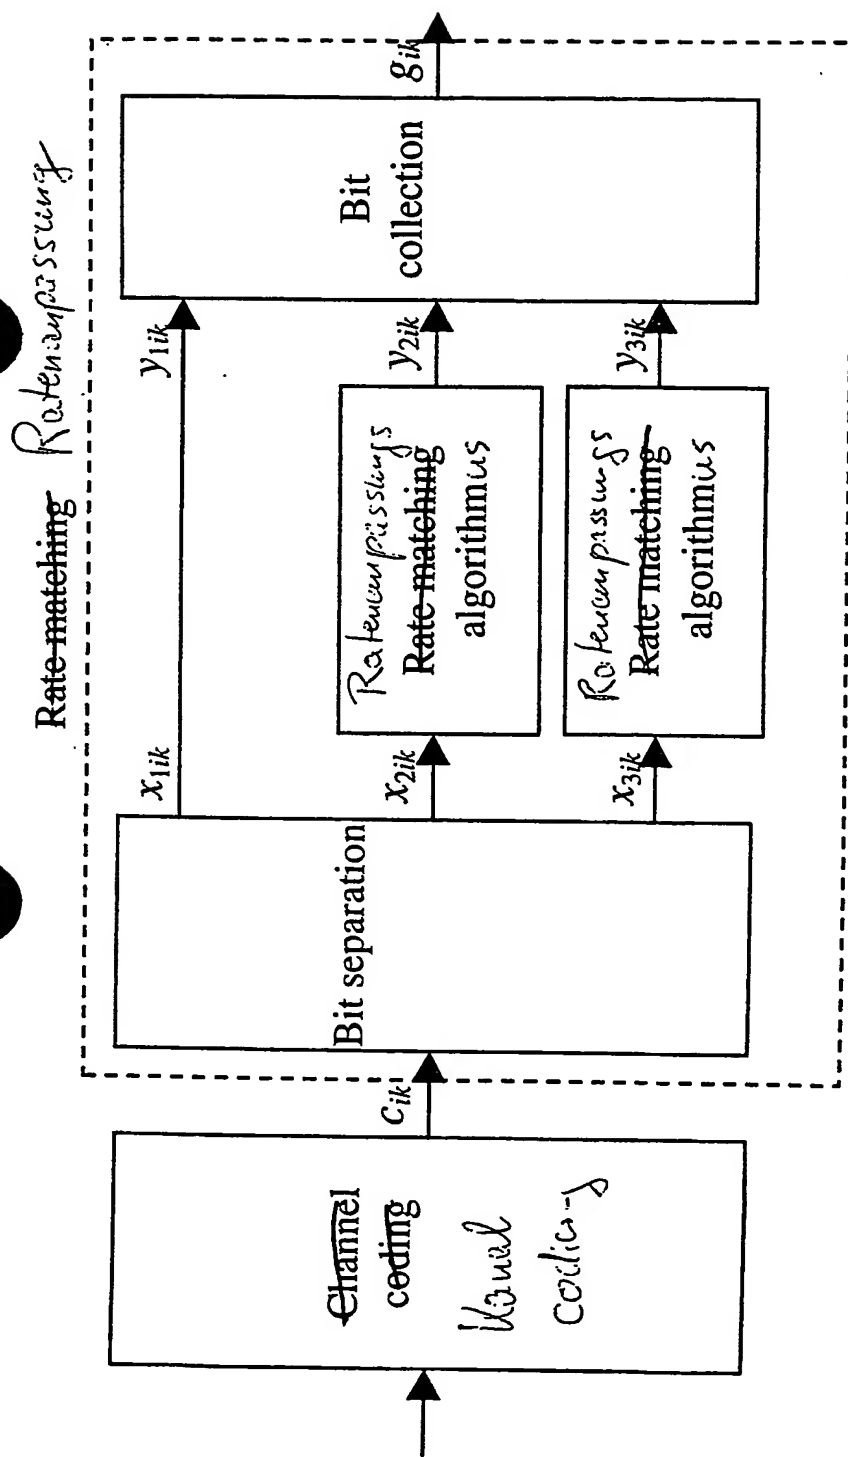 Rate matching Ratenanpassung
Channel
coding
Kanal
codierung
c_ik
Bit separation
x_1ik
x_2ik
x_3ik
Ratenanpassungs
Rate matching
algorithmus
Ratenanpassungs
Rate matching
algorithmus
y_1ik
y_2ik
y_3ik
Bit
collection
g_ik